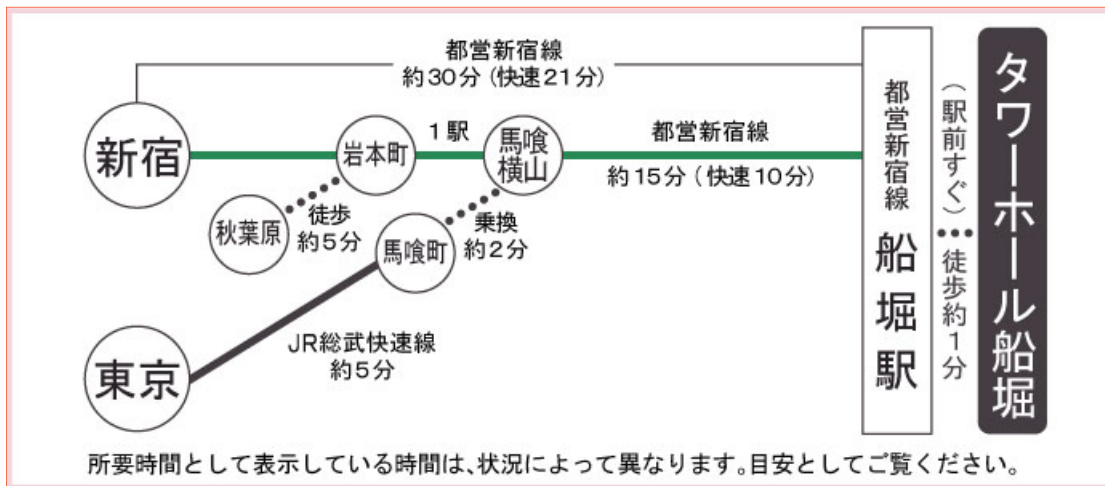 都営新宿線
約30分(快速21分)
新宿
岩本町
1駅
馬喰
横山
都営新宿線
約15分(快速10分)
秋葉原
徒歩
約5分
馬喰町
乗換
約2分
東京
JR総武快速線
約5分
都営新宿線 船堀駅
(駅前すぐ)
徒歩約1分
タワーホール船堀
所要時間として表示している時間は、状況によって異なります。目安としてご覧ください。